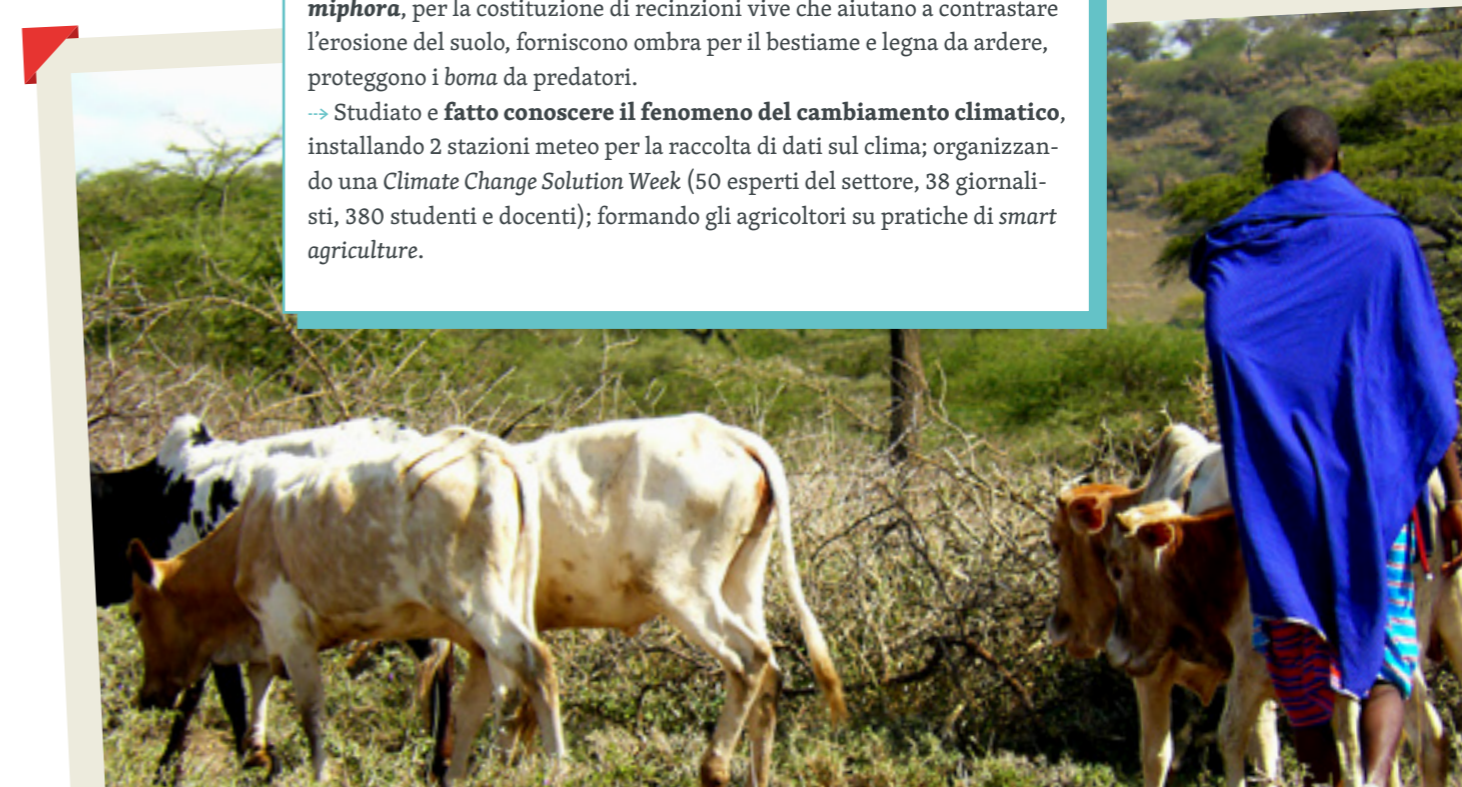 miphora, per la costituzione di recinzioni vive che aiutano a contrastare
l'erosione del suolo, forniscono ombra per il bestiame e legna da ardere,
proteggono i boma da predatori.
⤍ Studiato e fatto conoscere il fenomeno del cambiamento climatico,
installando 2 stazioni meteo per la raccolta di dati sul clima; organizzan-
do una Climate Change Solution Week (50 esperti del settore, 38 giornali-
sti, 380 studenti e docenti); formando gli agricoltori su pratiche di smart
agriculture.